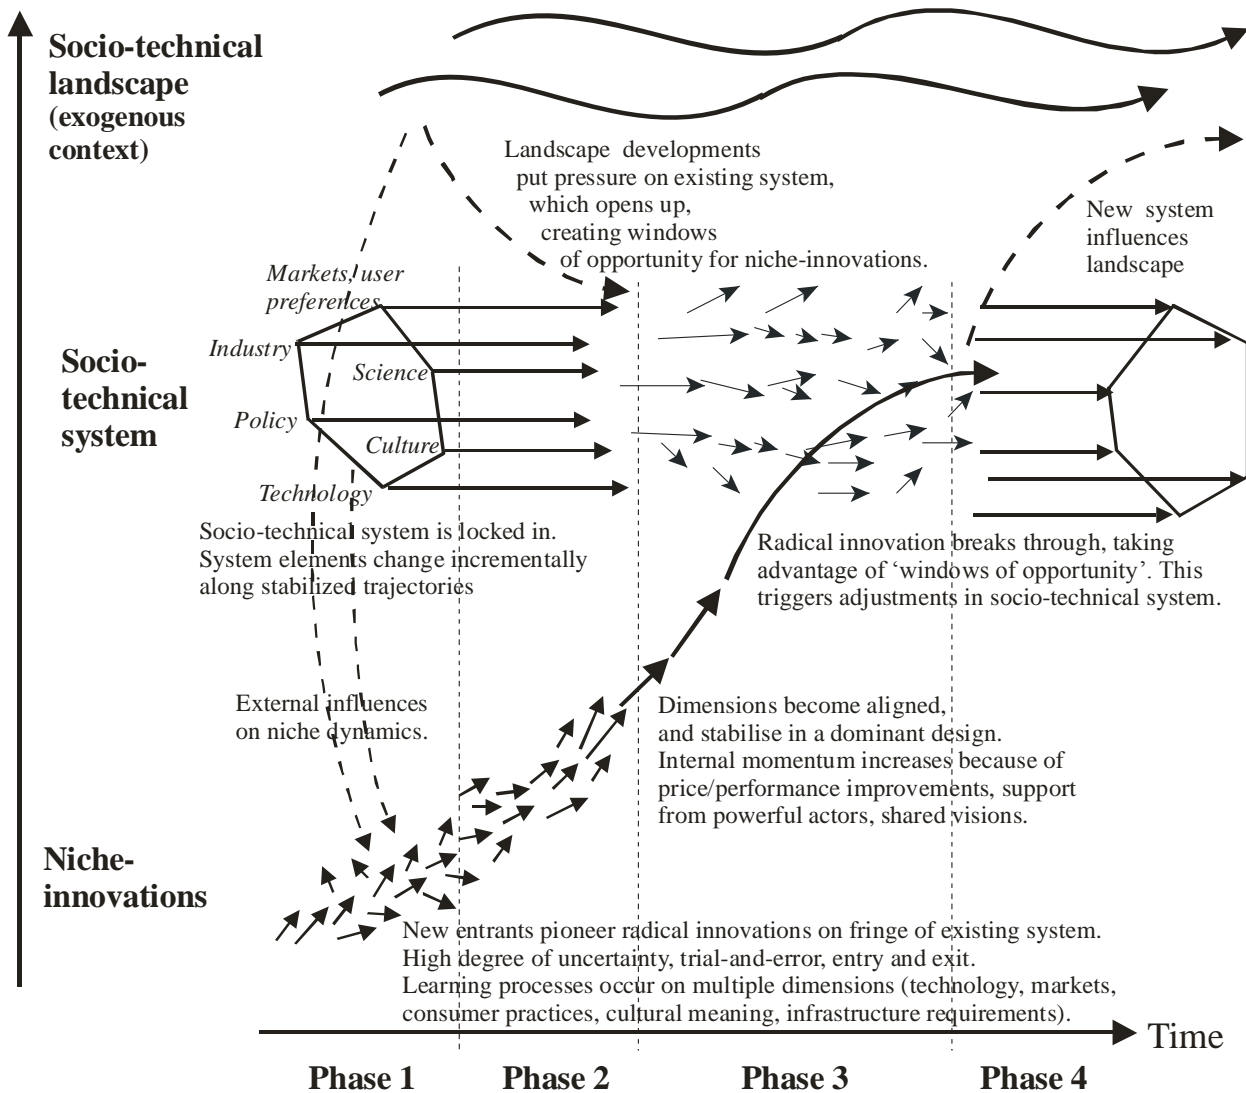 Socio-technical
landscape
(exogenous
context)
Landscape developments
put pressure on existing system,
which opens up,
creating windows
of opportunity for niche-innovations.
New system
influences
landscape
Markets, user
preferences
Industry
Science
Policy
Culture
Technology
Socio-
technical
system
Socio-technical system is locked in.
System elements change incrementally
along stabilized trajectories
Radical innovation breaks through, taking
advantage of ‘windows of opportunity’. This
triggers adjustments in socio-technical system.
External influences
on niche dynamics.
Dimensions become aligned,
and stabilise in a dominant design.
Internal momentum increases because of
price/performance improvements, support
from powerful actors, shared visions.
Niche-
innovations
New entrants pioneer radical innovations on fringe of existing system.
High degree of uncertainty, trial-and-error, entry and exit.
Learning processes occur on multiple dimensions (technology, markets,
consumer practices, cultural meaning, infrastructure requirements).
Time
Phase 1
Phase 2
Phase 3
Phase 4